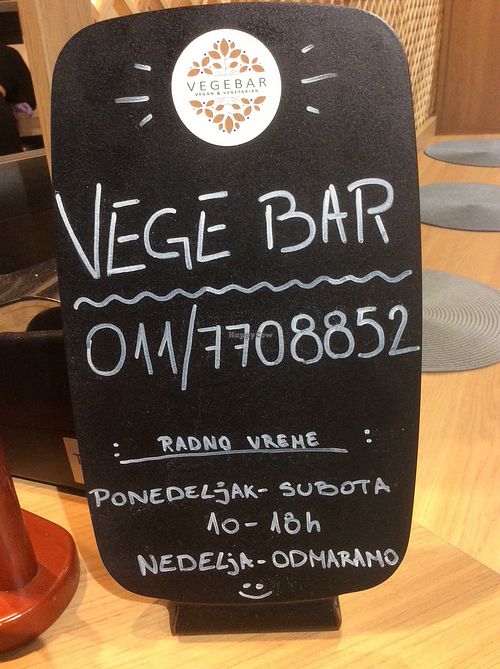 VEGEBAR
VEGAN & VEGETARIAN
VEGE BAR
011/7708852
: RADNO VREME :
PONEDELJAK - SUBOTA
10 - 18h
NEDELJA - ODMARAMO